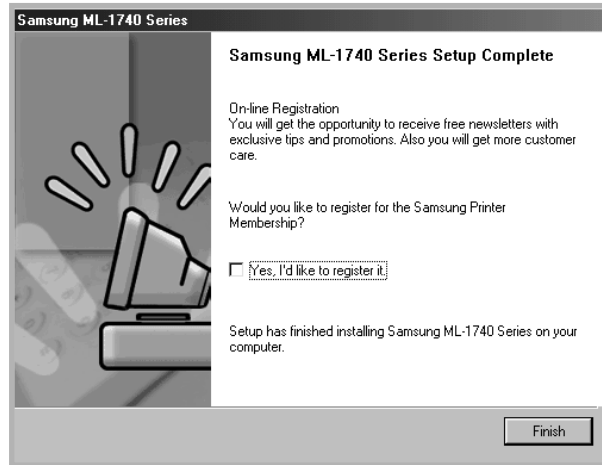 Samsung ML-1740 Series
Samsung ML-1740 Series Setup Complete
On-line Registration
You will get the opportunity to receive free newsletters with
exclusive tips and promotions. Also you will get more customer
care.
Would you like to register for the Samsung Printer
Membership?
Yes, I'd like to register it.
Setup has finished installing Samsung ML-1740 Series on your
computer.
Finish